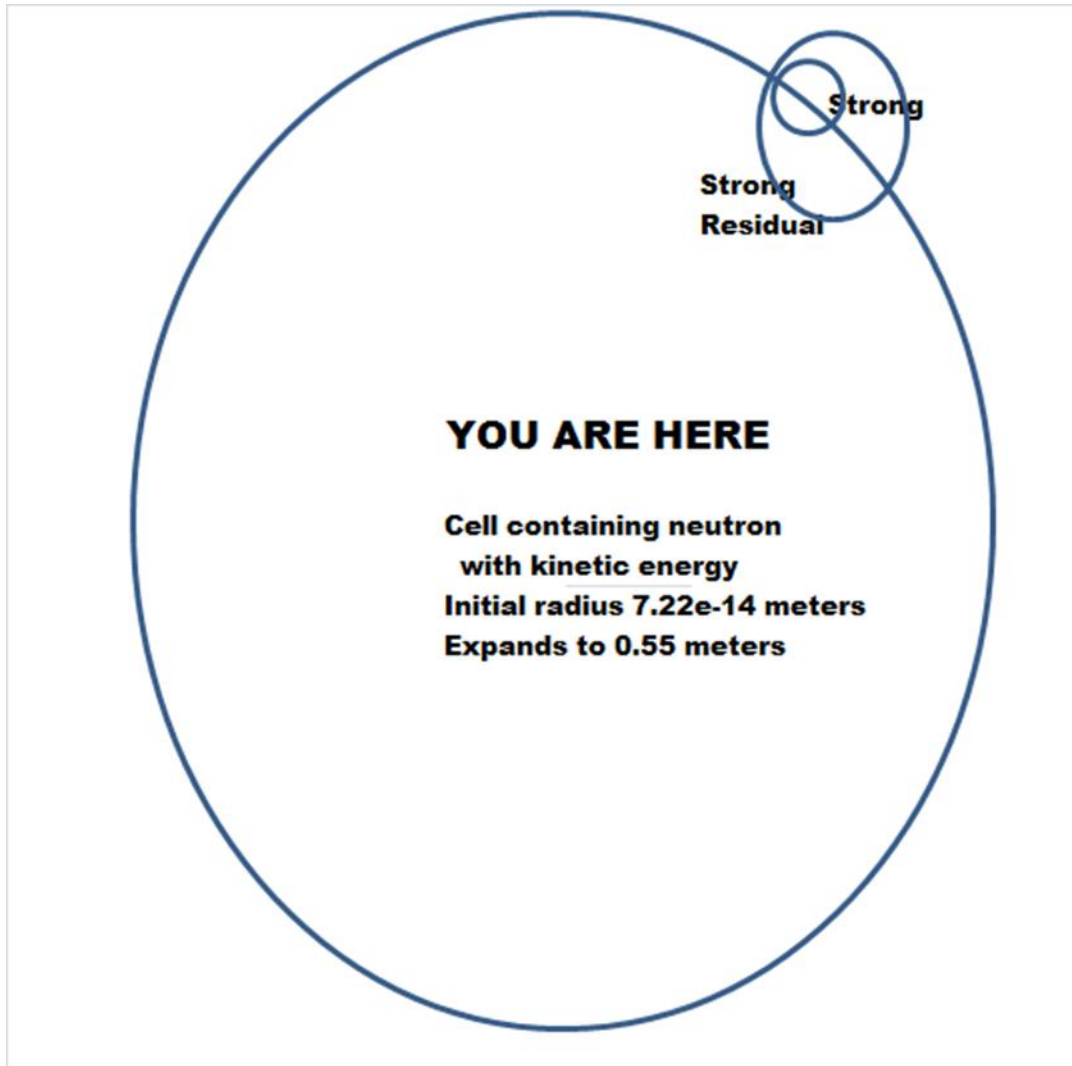 Strong
Strong
Residual
YOU ARE HERE
Cell containing neutron
with kinetic energy
Initial radius 7.22e-14 meters
Expands to 0.55 meters